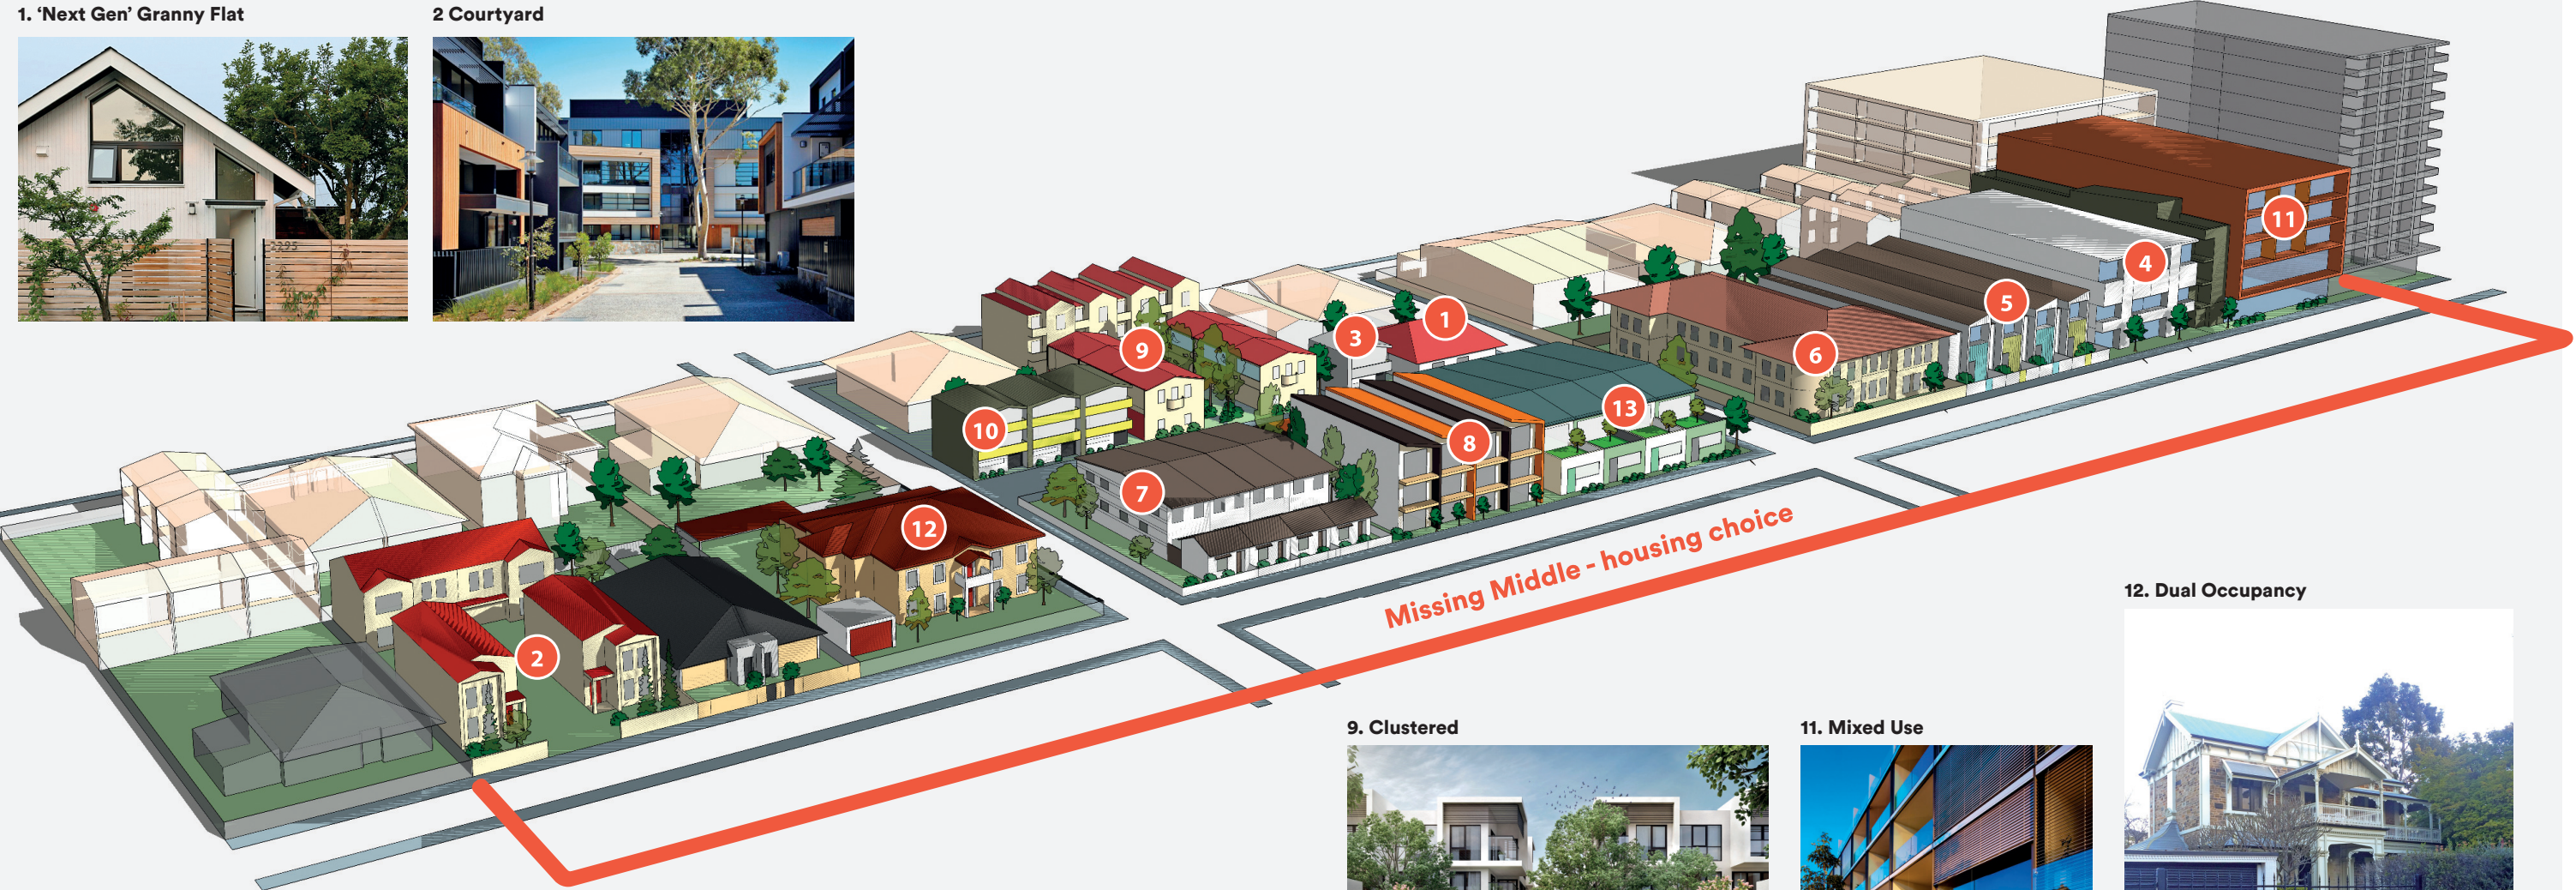 1. ‘Next Gen’ Granny Flat
2 Courtyard
2295
11
4
5
1
3
9
6
13
10
8
7
12
2
Missing Middle - housing choice
12. Dual Occupancy
9. Clustered
11. Mixed Use